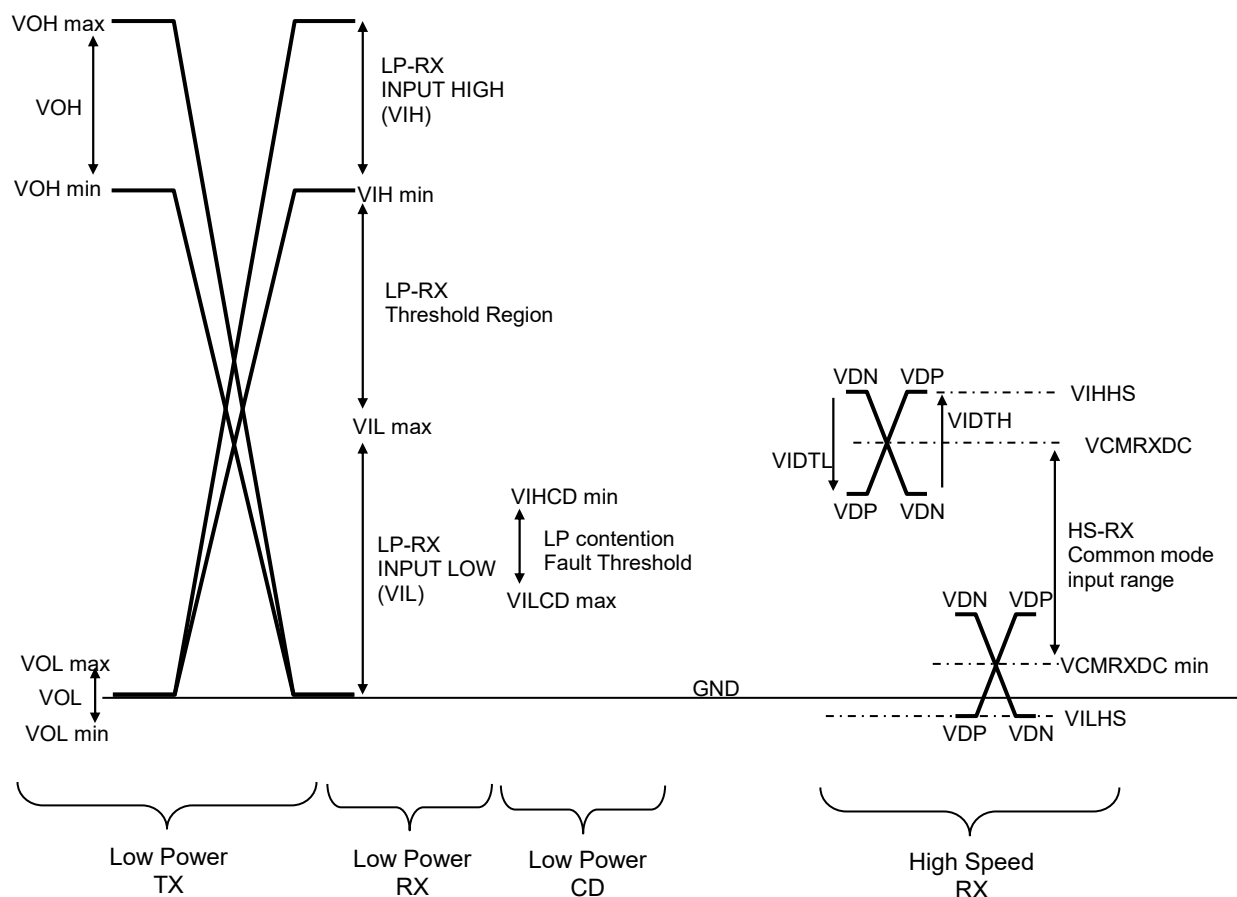 VOH max
VOH
VOH min
VOL max
VOL
VOL min
LP-RX
INPUT HIGH
(VIH)
VIH min
LP-RX
Threshold Region
VIL max
LP-RX
INPUT LOW
(VIL)
VIHCD min
LP contention
Fault Threshold
VILCD max
GND
VDN
VDP
VIHHS
VIDTH
VIDTL
VCMRXDC
VDP
VDN
HS-RX
Common mode
input range
VDN
VDP
VCMRXDC min
VILHS
VDP
VDN
Low Power
TX
Low Power
RX
Low Power
CD
High Speed
RX